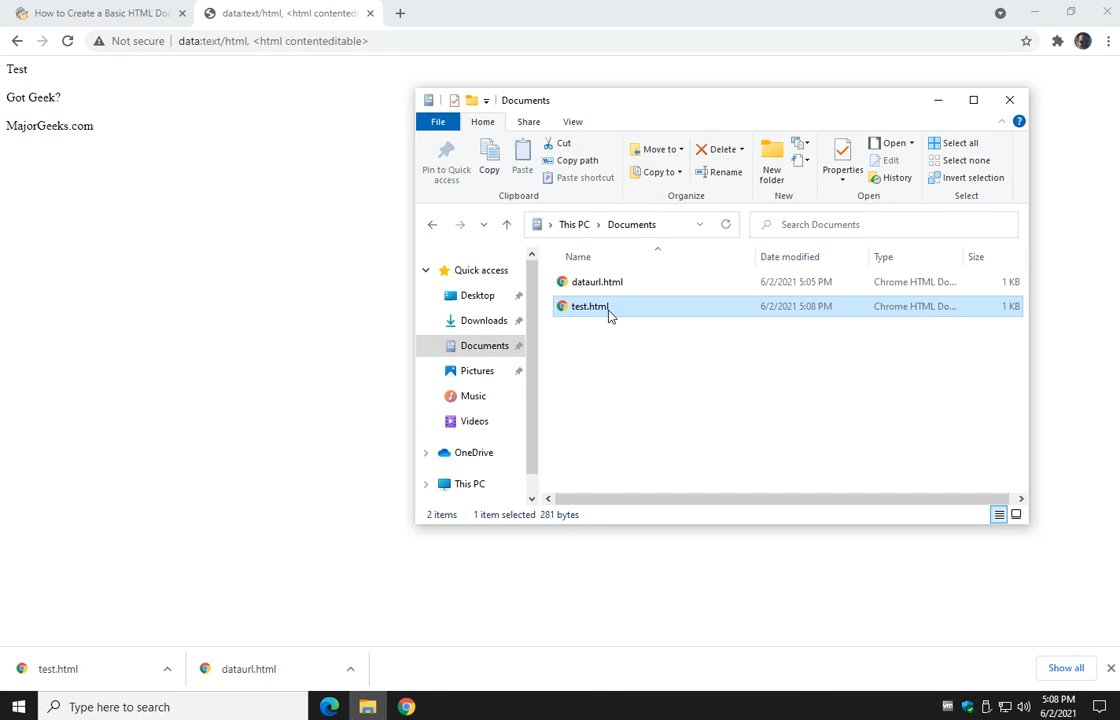 How to Create a Basic HTML Doc
data:text/html, <html contentedi
Not secure
data:text/html, <html contenteditable>
Test
Got Geek?
MajorGeeks.com
Documents
File
Home
Share
View
Pin to Quick access
Copy
Paste
Cut
Copy path
Paste shortcut
Clipboard
Move to
Copy to
Delete
Rename
Organize
New folder
New
Properties
Open
Edit
History
Open
Select all
Select none
Invert selection
Select
This PC > Documents
Search Documents
Name
Date modified
Type
Size
dataurl.html 6/2/2021 5:05 PM Chrome HTML Do... 1 KB
test.html 6/2/2021 5:08 PM Chrome HTML Do... 1 KB
Quick access
Desktop
Downloads
Documents
Pictures
Music
Videos
OneDrive
This PC
2 items 1 item selected 281 bytes
test.html
dataurl.html
Show all
Type here to search
vm
5:08 PM
6/2/2021